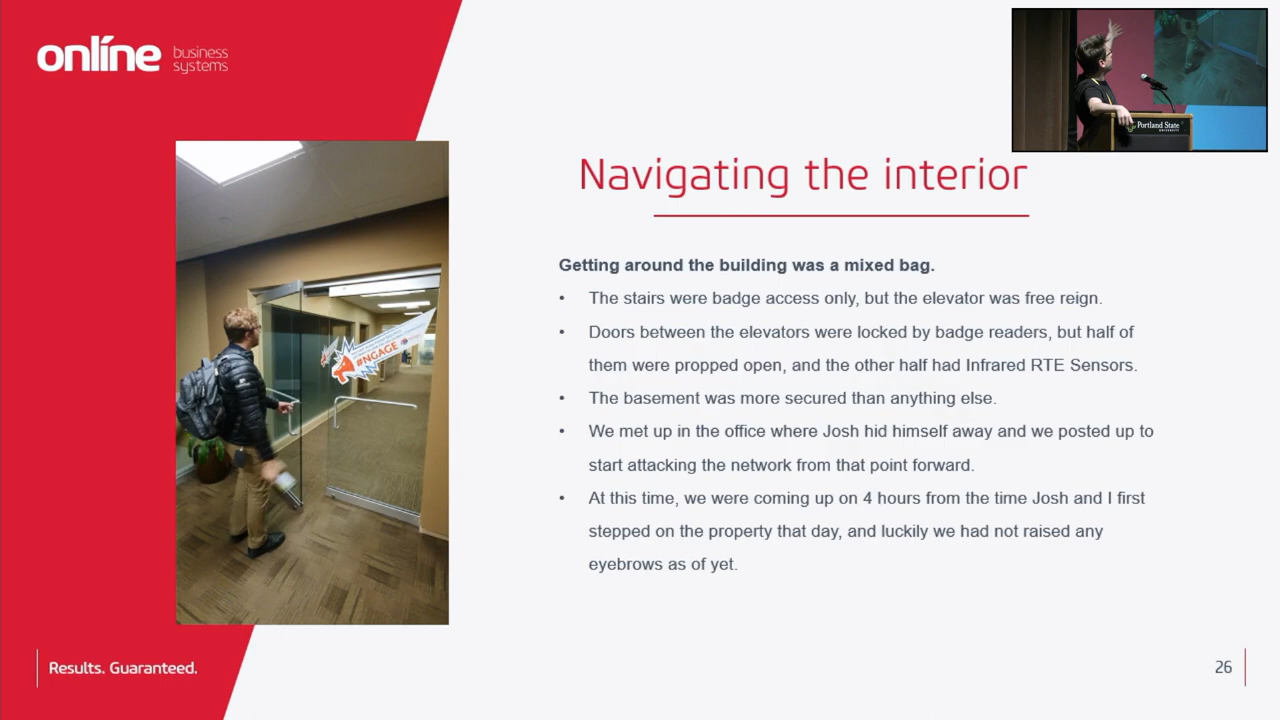 online business systems
Portland State
UNIVERSITY
Navigating the interior
#NGAGE
Getting around the building was a mixed bag.
• The stairs were badge access only, but the elevator was free reign.
• Doors between the elevators were locked by badge readers, but half of
them were propped open, and the other half had Infrared RTE Sensors.
• The basement was more secured than anything else.
• We met up in the office where Josh hid himself away and we posted up to
start attacking the network from that point forward.
• At this time, we were coming up on 4 hours from the time Josh and I first
stepped on the property that day, and luckily we had not raised any
eyebrows as of yet.
Results. Guaranteed.
26